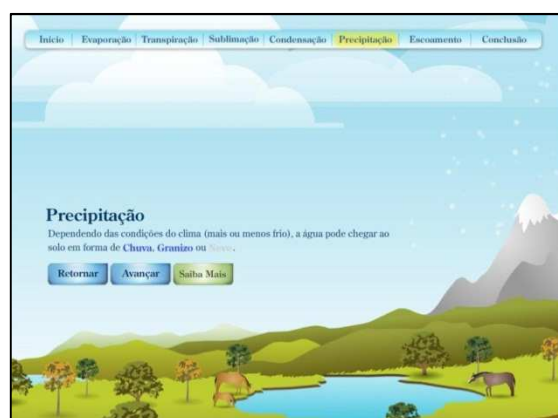 Início Evaporação Transpiração Sublimação Condensação Precipitação Escoamento Conclusão
Precipitação
Dependendo das condições do clima (mais ou menos frio), a água pode chegar ao
solo em forma de Chuva, Granizo ou Neve.
Retornar Avançar Saiba Mais